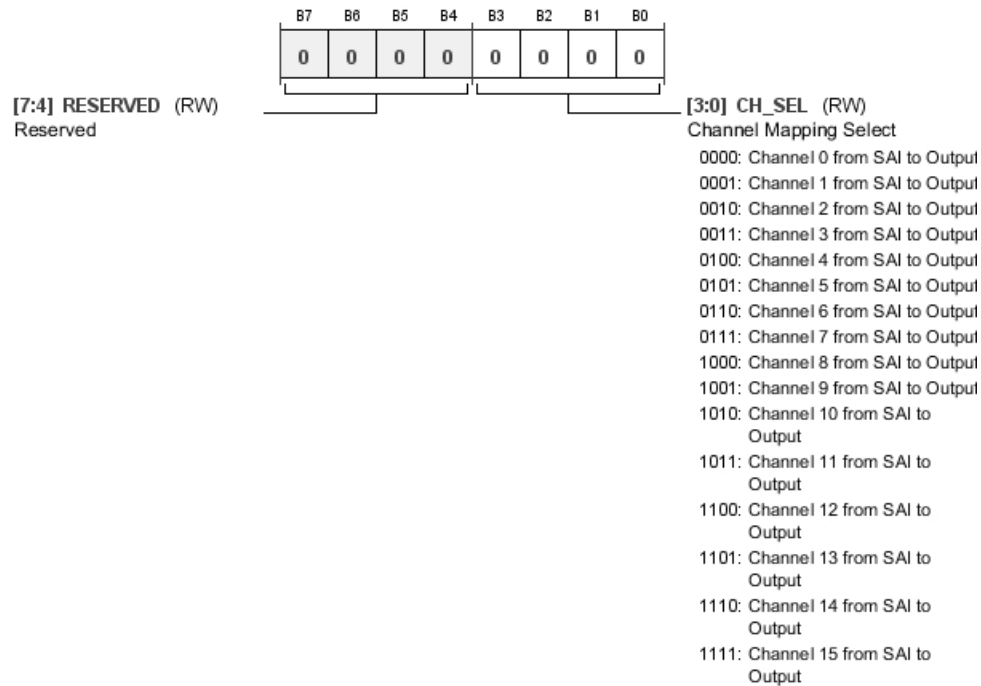 B7 B6 B5 B4 B3 B2 B1 B0
0 0 0 0 0 0 0 0
[7:4] RESERVED (RW)
Reserved
[3:0] CH_SEL (RW)
Channel Mapping Select
0000: Channel 0 from SAI to Output
0001: Channel 1 from SAI to Output
0010: Channel 2 from SAI to Output
0011: Channel 3 from SAI to Output
0100: Channel 4 from SAI to Output
0101: Channel 5 from SAI to Output
0110: Channel 6 from SAI to Output
0111: Channel 7 from SAI to Output
1000: Channel 8 from SAI to Output
1001: Channel 9 from SAI to Output
1010: Channel 10 from SAI to
Output
1011: Channel 11 from SAI to
Output
1100: Channel 12 from SAI to
Output
1101: Channel 13 from SAI to
Output
1110: Channel 14 from SAI to
Output
1111: Channel 15 from SAI to
Output